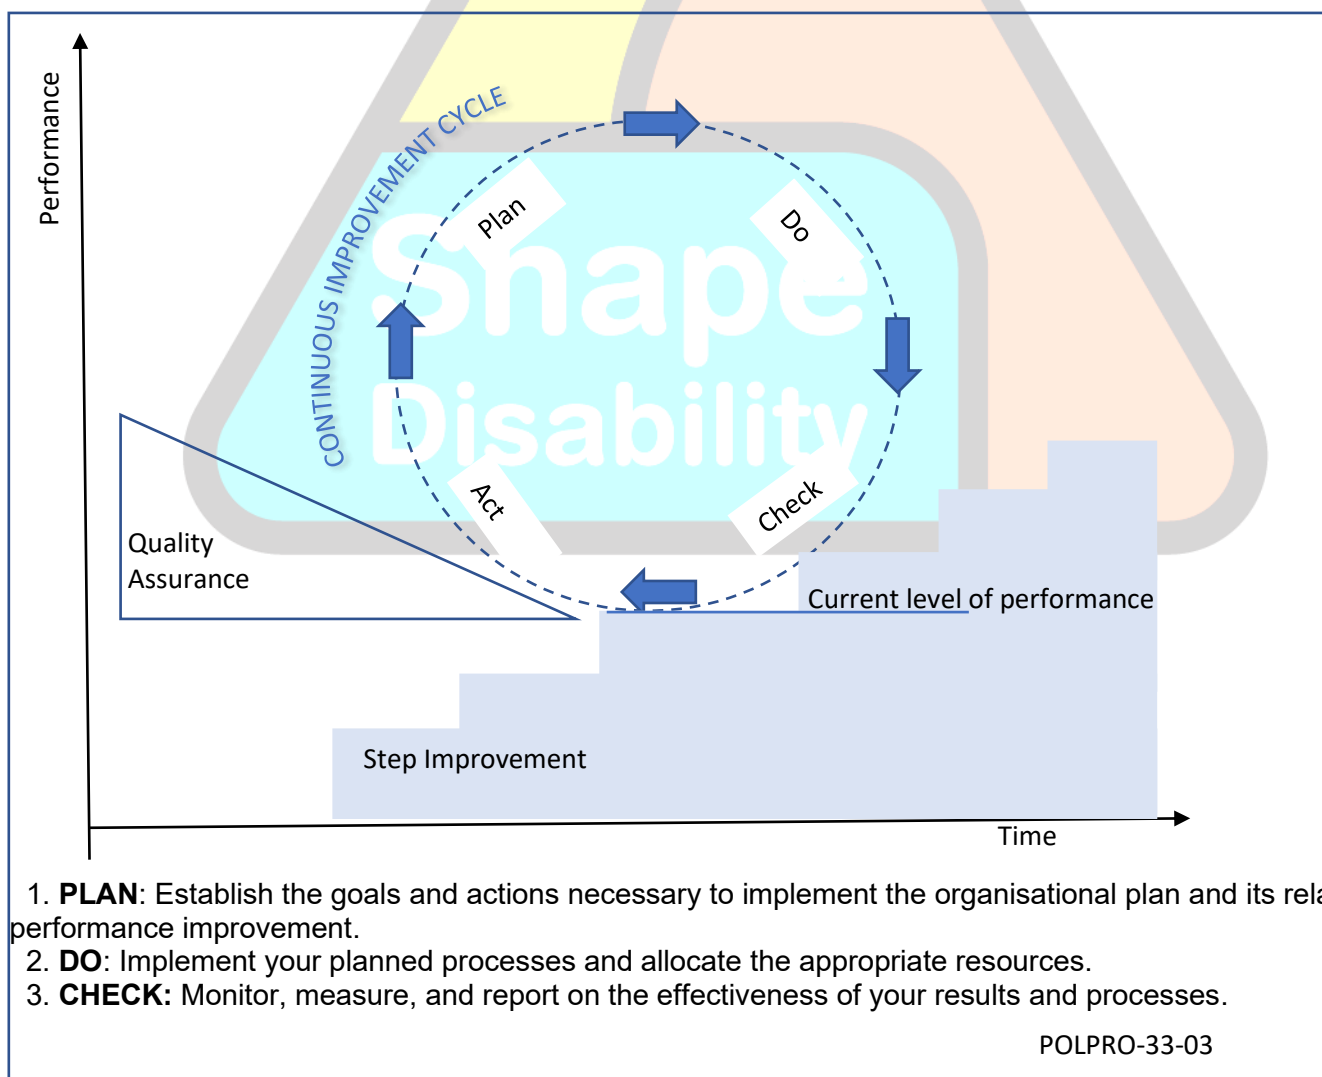 Performance
CONTINUOUS IMPROVEMENT CYCLE
Plan
Do
Shape
Disability
Act
Check
Quality
Assurance
Current level of performance
Step Improvement
Time
1. PLAN: Establish the goals and actions necessary to implement the organisational plan and its
performance improvement.
2. DO: Implement your planned processes and allocate the appropriate resources.
3. CHECK: Monitor, measure, and report on the effectiveness of your results and processes.
POLPRO-33-03